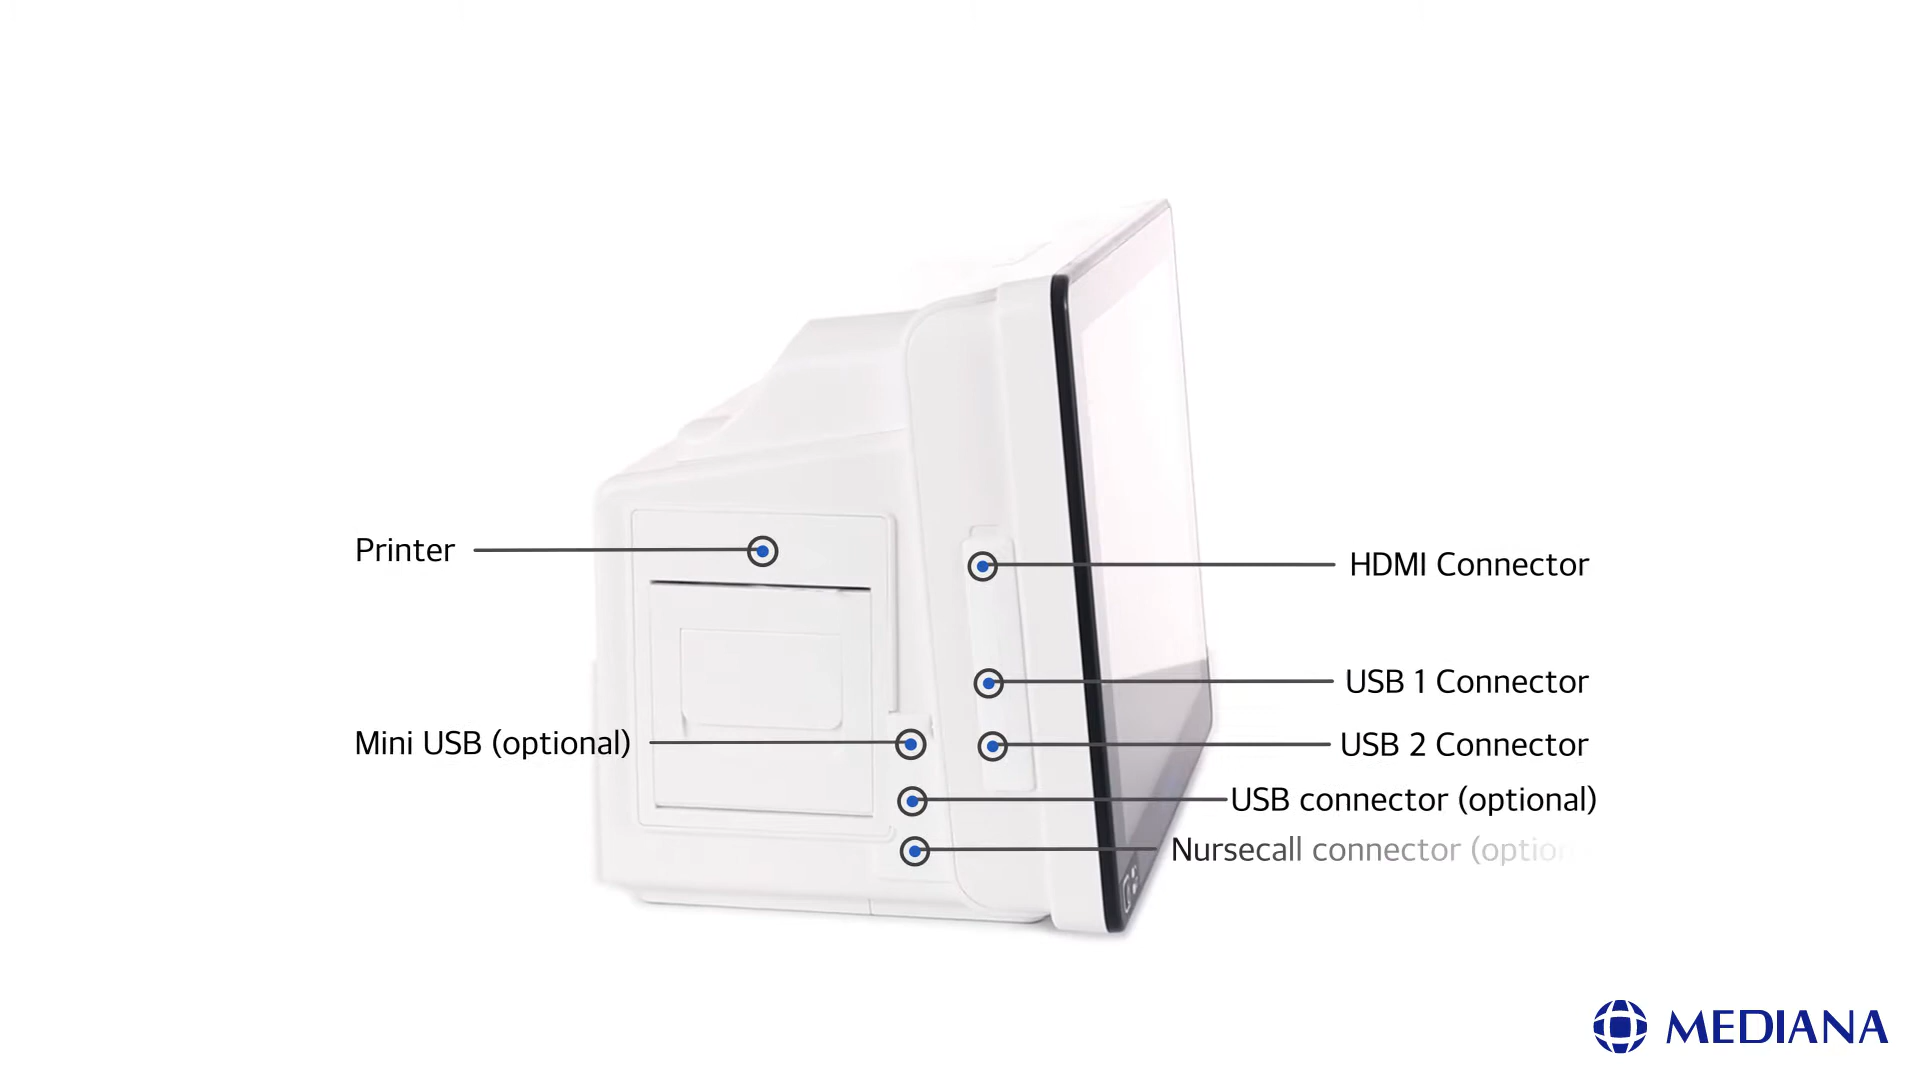 Printer
HDMI Connector
USB 1 Connector
Mini USB (optional)
USB 2 Connector
USB connector (optional)
Nursecall connector
MEDIANA